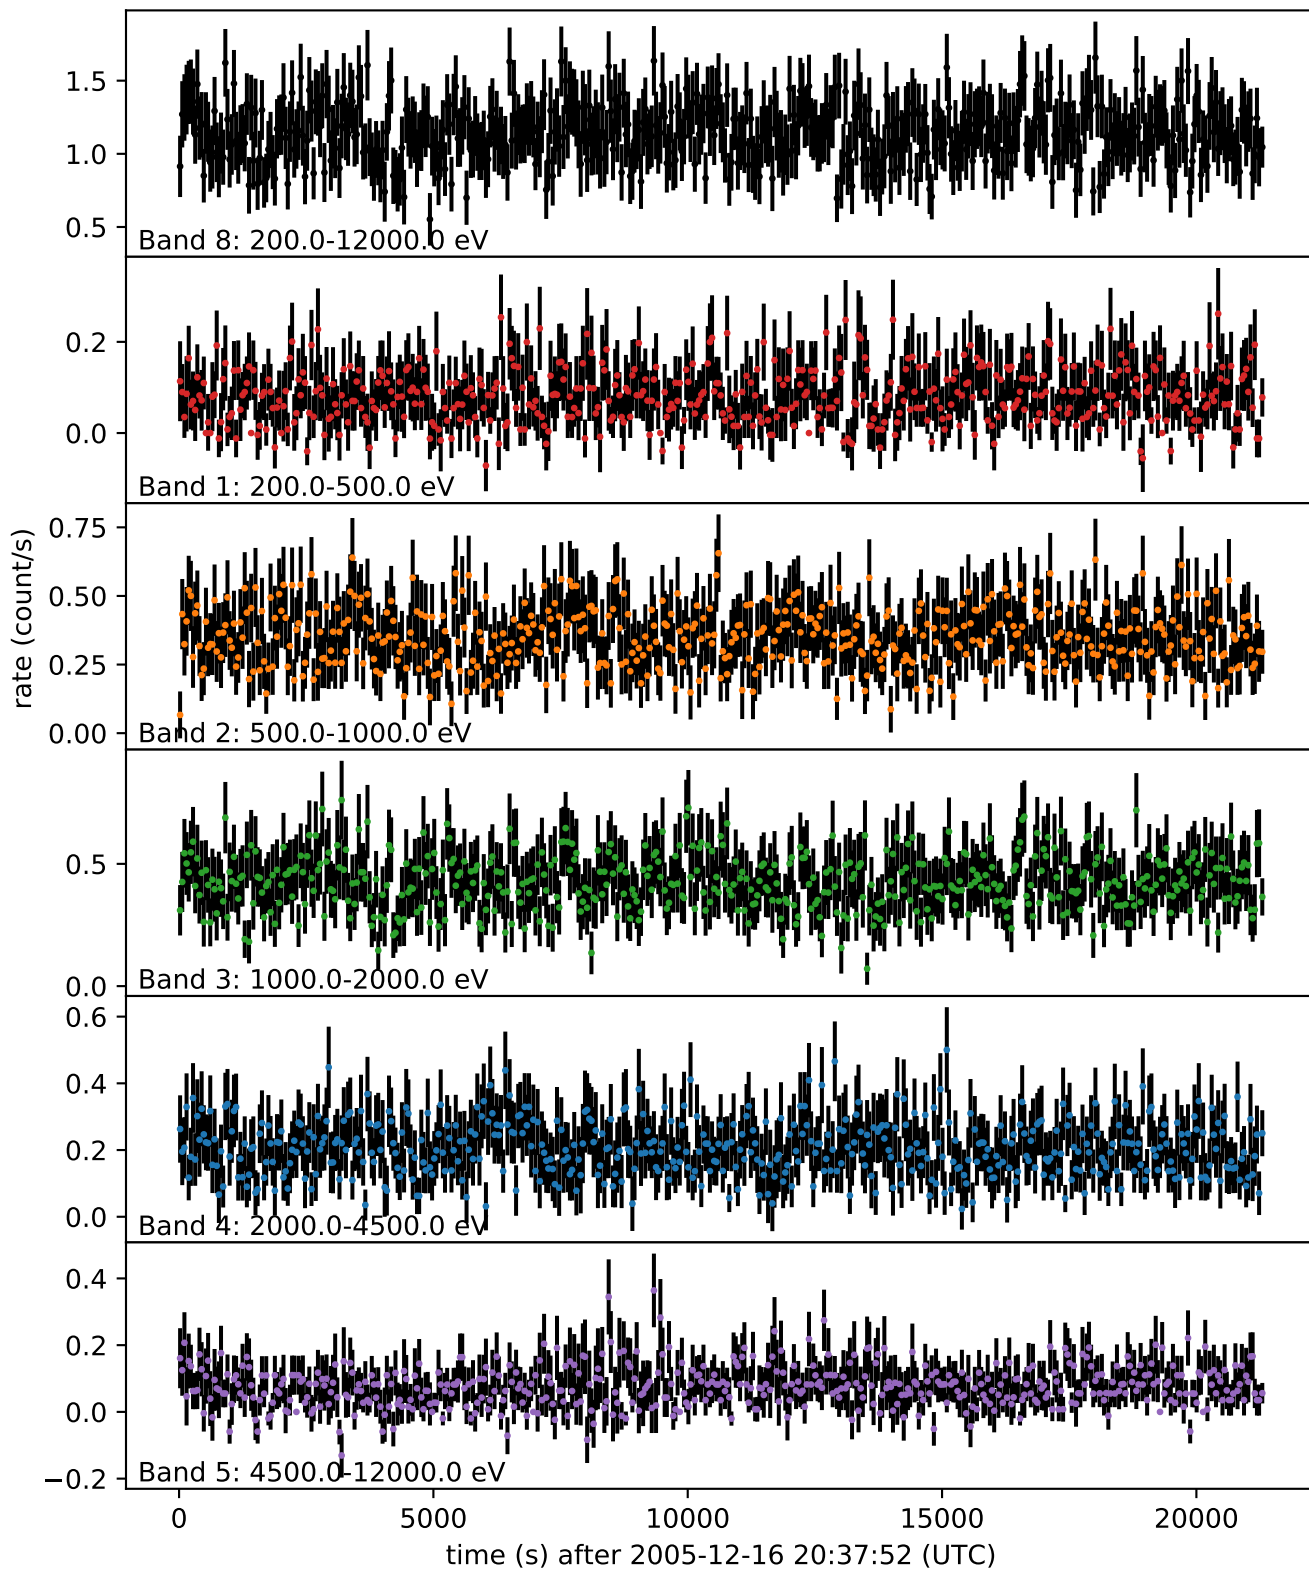 1.5
1.0
0.5
Band 8: 200.0-12000.0 eV
0.2
0.0
Band 1: 200.0-500.0 eV
rate (count/s)
0.75
0.50
0.25
0.00
Band 2: 500.0-1000.0 eV
0.5
0.0
Band 3: 1000.0-2000.0 eV
0.6
0.4
0.2
0.0
Band 4: 2000.0-4500.0 eV
0.4
0.2
0.0
−0.2
Band 5: 4500.0-12000.0 eV
0 5000 10000 15000 20000
time (s) after 2005-12-16 20:37:52 (UTC)